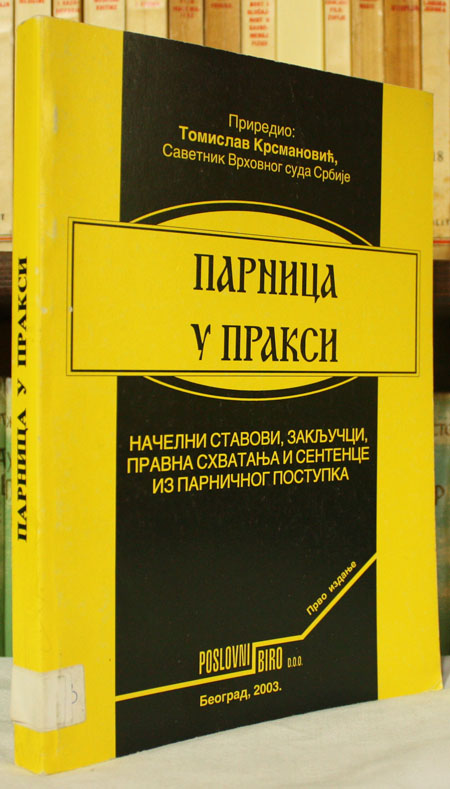 Приредио:
Томислав Крсмановић,
Саветник Врховног суда Србије
ПАРНИЦА
У ПРАКСИ
НАЧЕЛНИ СТАВОВИ, ЗАКЉУЧЦИ,
ПРАВНА СХВАТАЊА И СЕНТЕНЦЕ
ИЗ ПАРНИЧНОГ ПОСТУПКА
Прво издање
POSLOVNI
BIRO D.O.O.
Београд, 2003.
ПАРНИЦА У ПРАКСИ